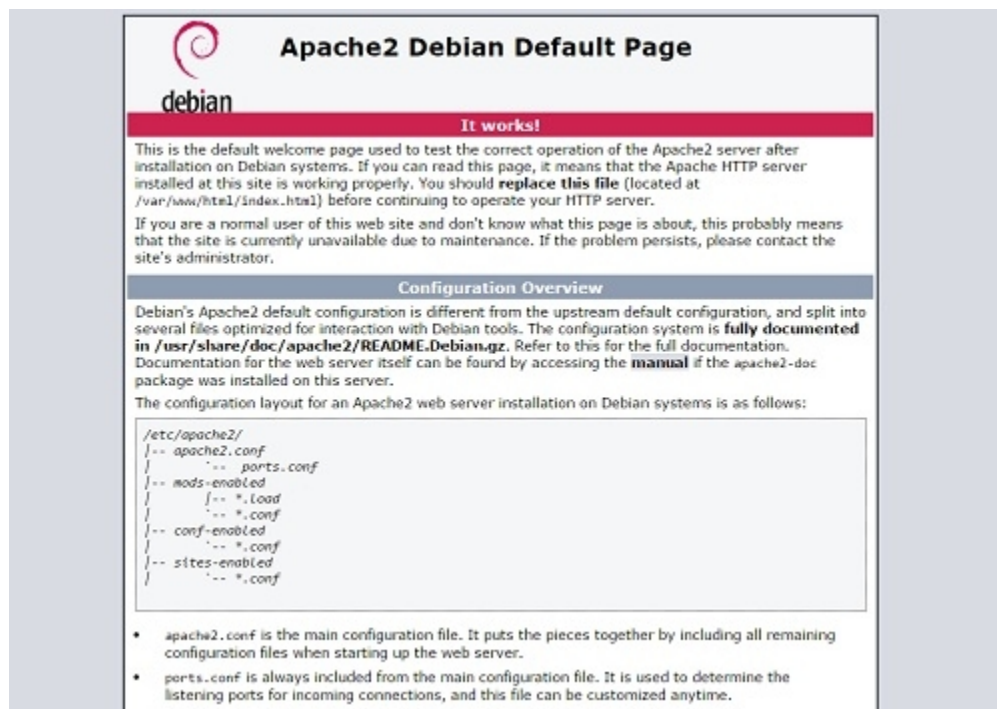 debian
Apache2 Debian Default Page
It works!
This is the default welcome page used to test the correct operation of the Apache2 server after
installation on Debian systems. If you can read this page, it means that the Apache HTTP server
installed at this site is working properly. You should replace this file (located at
/var/www/html/index.html) before continuing to operate your HTTP server.
If you are a normal user of this web site and don't know what this page is about, this probably means
that the site is currently unavailable due to maintenance. If the problem persists, please contact the
site's administrator.
Configuration Overview
Debian's Apache2 default configuration is different from the upstream default configuration, and split into
several files optimized for interaction with Debian tools. The configuration system is fully documented
in /usr/share/doc/apache2/README.Debian.gz. Refer to this for the full documentation.
Documentation for the web server itself can be found by accessing the manual if the apache2-doc
package was installed on this server.
The configuration layout for an Apache2 web server installation on Debian systems is as follows:
/etc/apache2/
|-- apache2.conf
|       `--  ports.conf
|-- mods-enabled
|       |-- *.load
|       `-- *.conf
|-- conf-enabled
|       `-- *.conf
|-- sites-enabled
|       `-- *.conf
• apache2.conf is the main configuration file. It puts the pieces together by including all remaining
configuration files when starting up the web server.
• ports.conf is always included from the main configuration file. It is used to determine the
listening ports for incoming connections, and this file can be customized anytime.